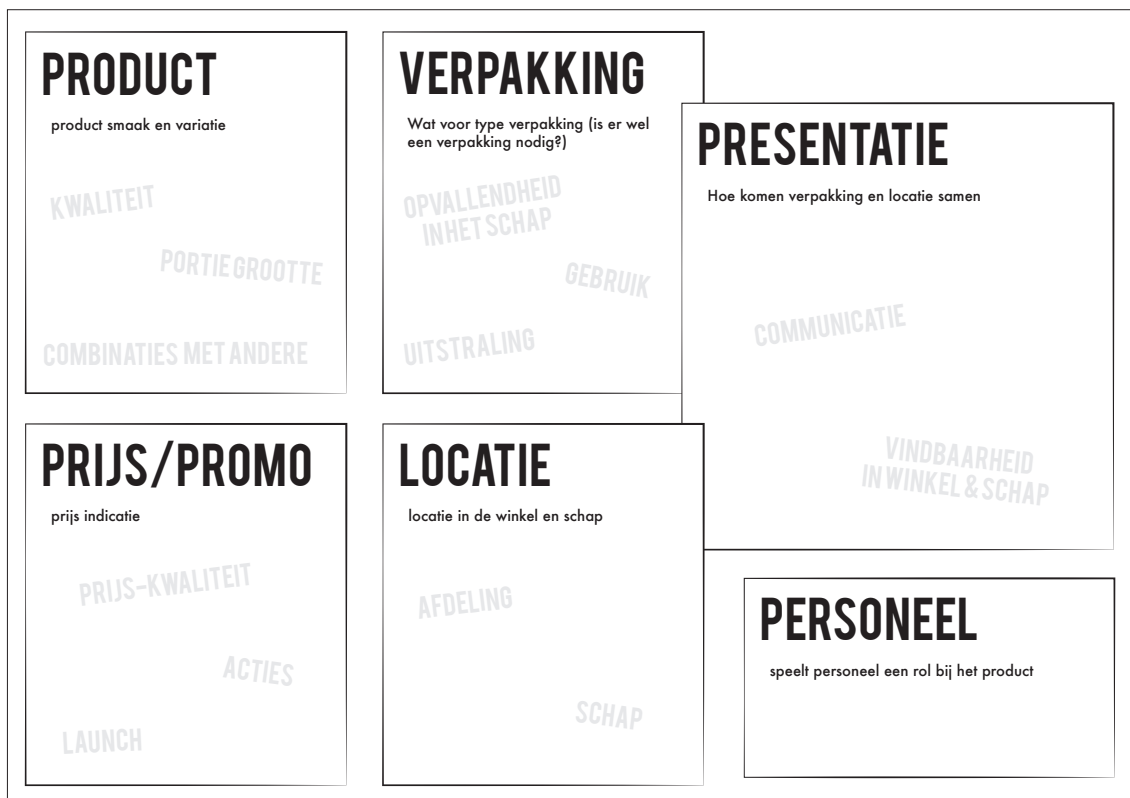 PRODUCT
product smaak en variatie
KWALITEIT
PORTIE GROOTTE
COMBINATIES MET ANDERE
VERPAKKING
Wat voor type verpakking (is er wel
een verpakking nodig?)
OPVALLENDHEID
IN HET SCHAP
GEBRUIK
UITSTRALING
PRESENTATIE
Hoe komen verpakking en locatie samen
COMMUNICATIE
VINDBAARHEID
IN WINKEL & SCHAP
PRIJS/PROMO
prijs indicatie
PRIJS-KWALITEIT
ACTIES
LAUNCH
LOCATIE
locatie in de winkel en schap
AFDELING
SCHAP
PERSONEEL
speelt personeel een rol bij het product